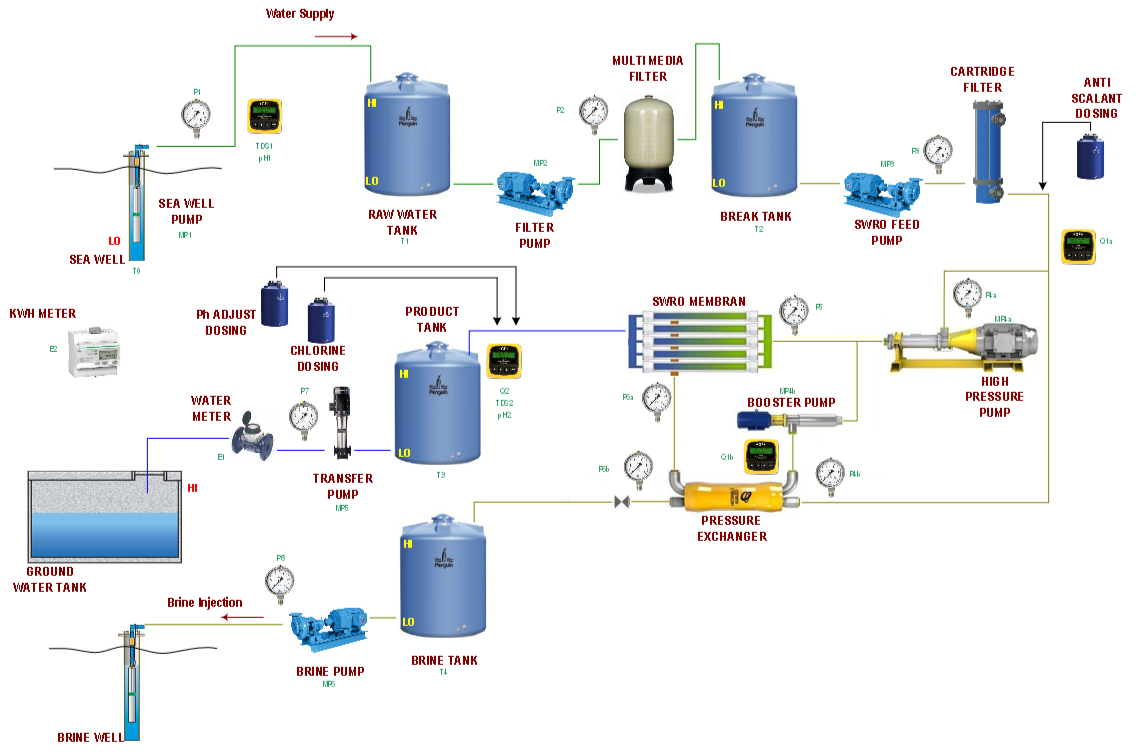 Water Supply
P1
TDS1
pH1
HI
Penguin
LO
RAW WATER
TANK
T1
SEA WELL
PUMP
MP1
LO
SEA WELL
T0
MP2
FILTER
PUMP
P2
MULTI MEDIA
FILTER
HI
Penguin
LO
BREAK TANK
T2
MP3
SWRO FEED
PUMP
P3
CARTRIDGE
FILTER
ANTI
SCALANT
DOSING
Q1a
KWH METER
E2
Ph ADJUST
DOSING
CHLORINE
DOSING
PRODUCT
TANK
HI
Penguin
LO
T3
Q2
TDS2
pH2
SWRO MEMBRAN
P5
P4a
MP4a
HIGH
PRESSURE
PUMP
WATER
METER
E1
P7
TRANSFER
PUMP
MP5
P6a
MP4b
BOOSTER PUMP
Q1b
P6b
P4b
PRESSURE
EXCHANGER
HI
GROUND
WATER TANK
HI
Penguin
LO
BRINE TANK
T4
P8
Brine Injection
BRINE PUMP
MP6
BRINE WELL